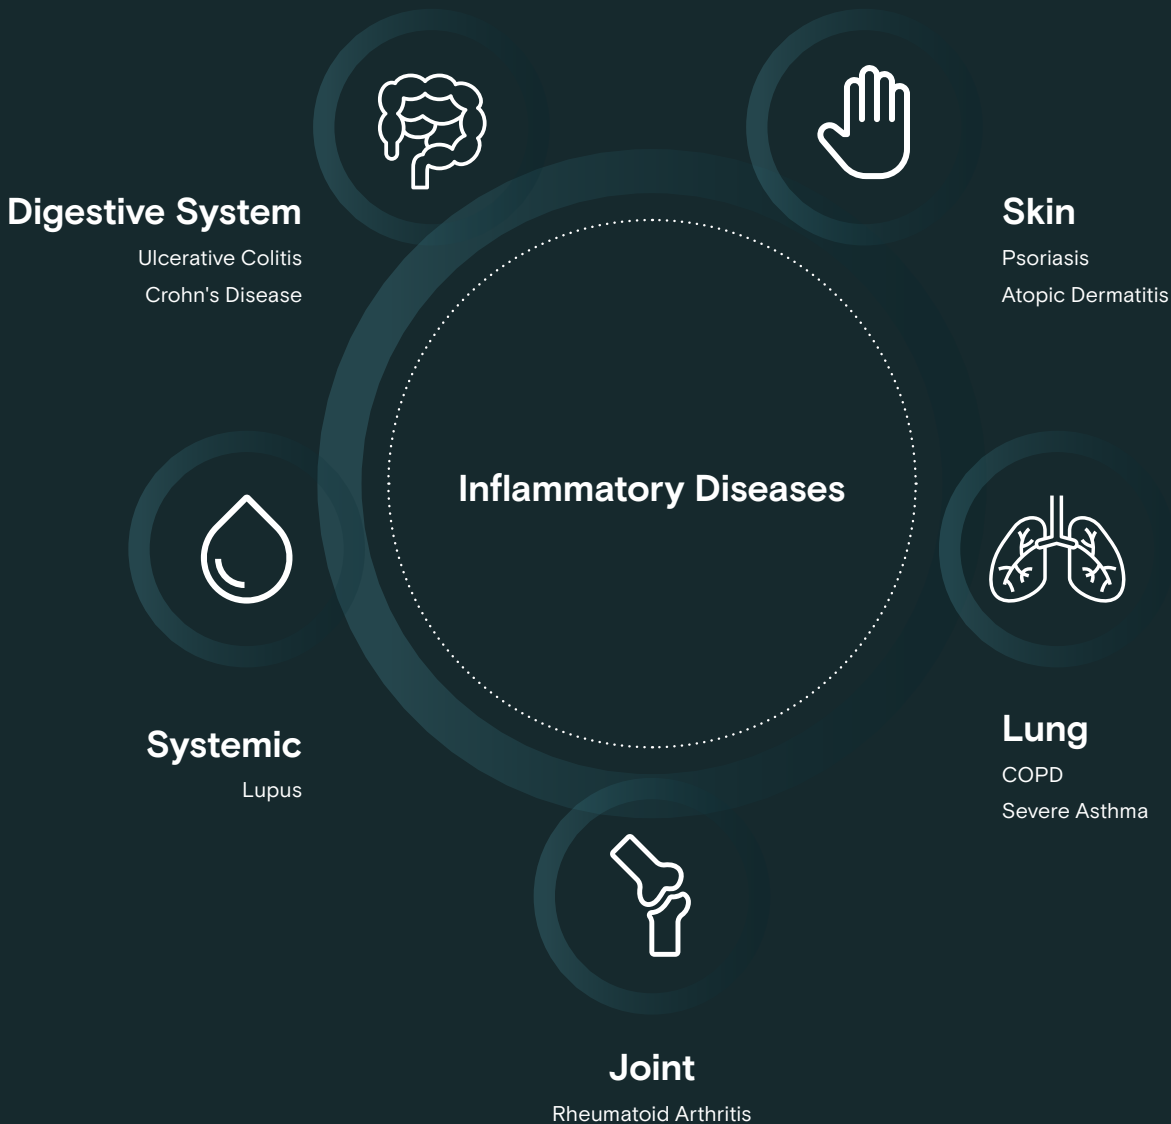 Digestive System
Ulcerative Colitis
Crohn's Disease
Skin
Psoriasis
Atopic Dermatitis
Inflammatory Diseases
Systemic
Lupus
Lung
COPD
Severe Asthma
Joint
Rheumatoid Arthritis